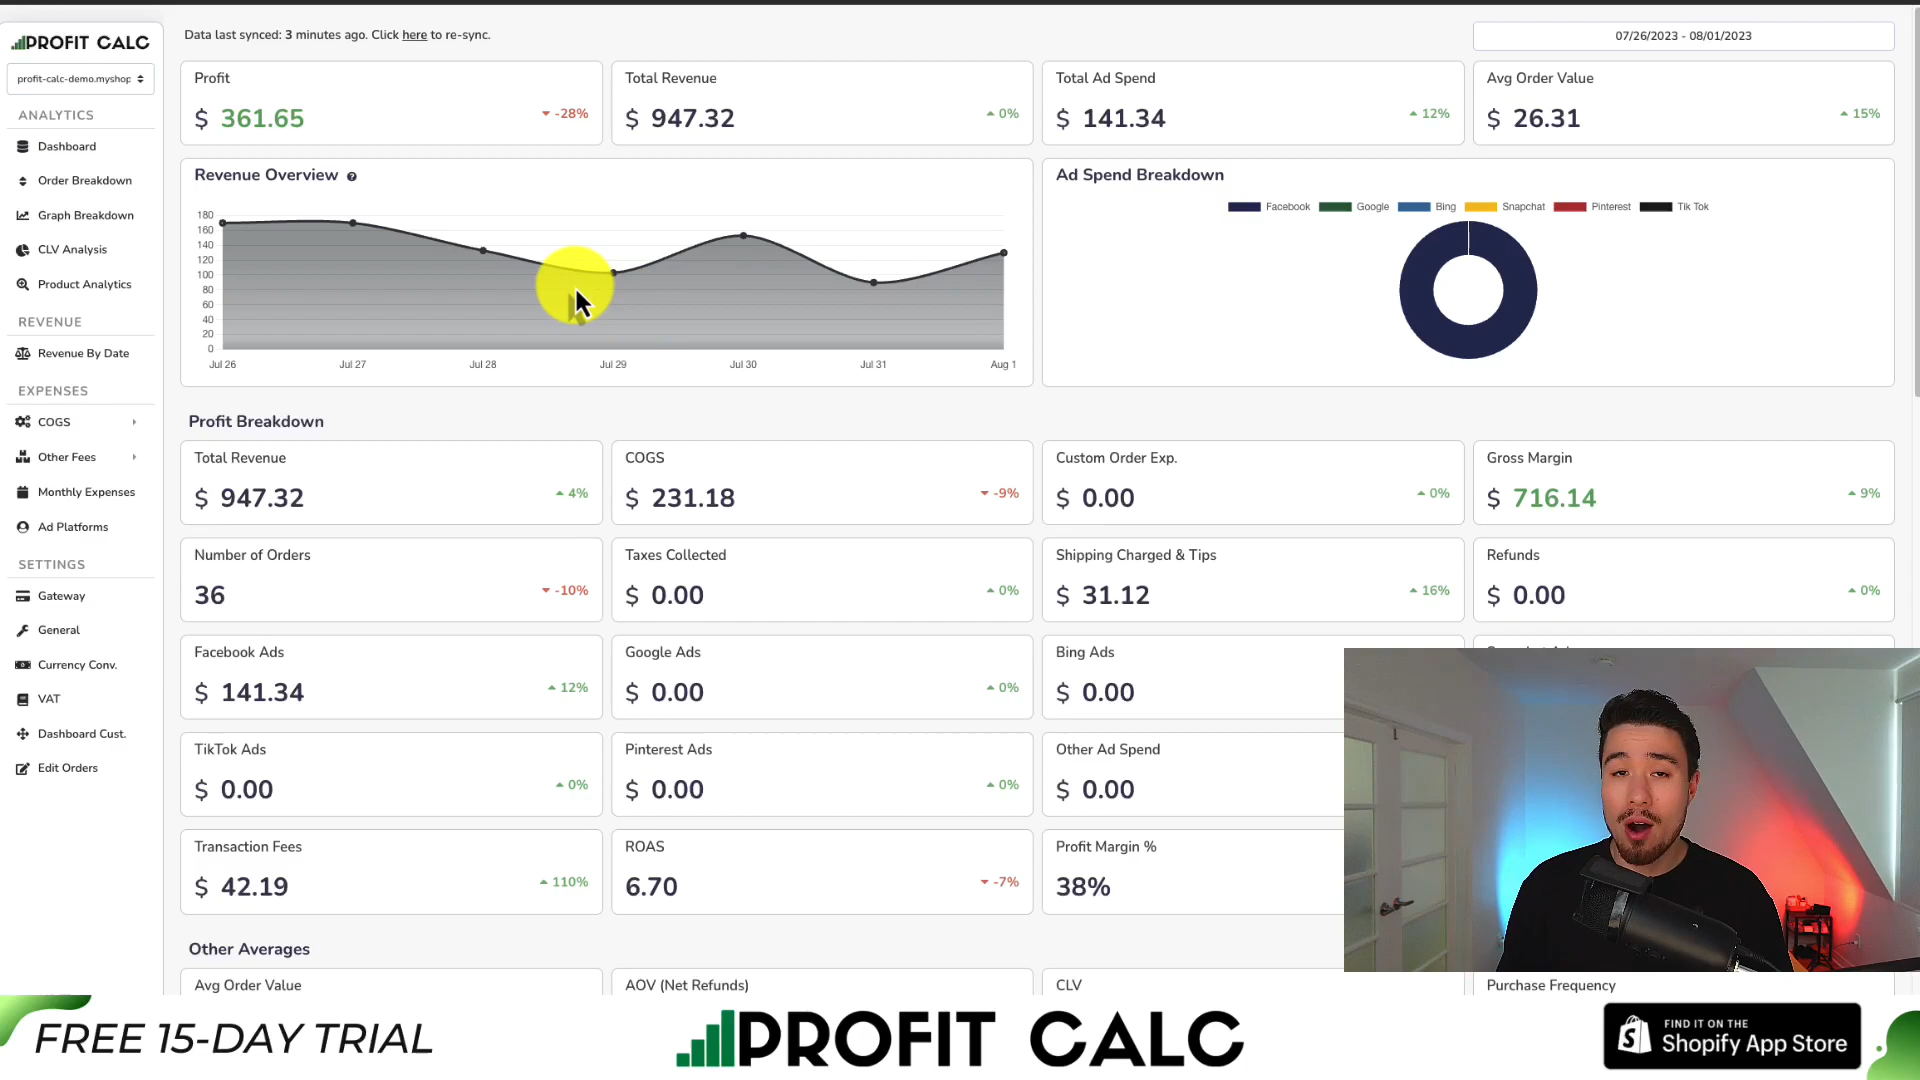 PROFIT CALC
profit-calc-demo.myshop
ANALYTICS
Dashboard
Order Breakdown
Graph Breakdown
CLV Analysis
Product Analytics
REVENUE
Revenue By Date
EXPENSES
COGS
Other Fees
Monthly Expenses
Ad Platforms
SETTINGS
Gateway
General
Currency Conv.
VAT
Dashboard Cust.
Edit Orders
Data last synced: 3 minutes ago. Click here to re-sync.
07/26/2023 - 08/01/2023
Profit
$ 361.65
-28%
Total Revenue
$ 947.32
0%
Total Ad Spend
$ 141.34
12%
Avg Order Value
$ 26.31
15%
Revenue Overview
180
160
140
120
100
80
60
40
20
0
Jul 26 Jul 27 Jul 28 Jul 29 Jul 30 Jul 31 Aug 1
Ad Spend Breakdown
Facebook Google Bing Snapchat Pinterest Tik Tok
Profit Breakdown
Total Revenue
$ 947.32
4%
COGS
$ 231.18
-9%
Custom Order Exp.
$ 0.00
0%
Gross Margin
$ 716.14
9%
Number of Orders
36
-10%
Taxes Collected
$ 0.00
0%
Shipping Charged & Tips
$ 31.12
16%
Refunds
$ 0.00
0%
Facebook Ads
$ 141.34
12%
Google Ads
$ 0.00
0%
Bing Ads
$ 0.00
TikTok Ads
$ 0.00
0%
Pinterest Ads
$ 0.00
0%
Other Ad Spend
$ 0.00
Transaction Fees
$ 42.19
110%
ROAS
6.70
-7%
Profit Margin %
38%
Other Averages
Avg Order Value
AOV (Net Refunds)
CLV
Purchase Frequency
FREE 15-DAY TRIAL
PROFIT CALC
FIND IT ON THE
Shopify App Store